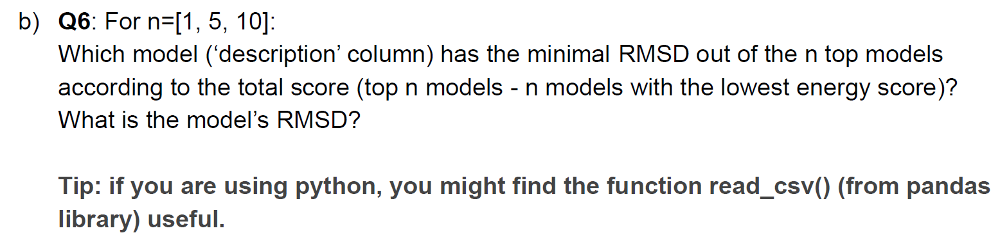 b) Q6: For n=[1, 5, 10]:
Which model (‘description’ column) has the minimal RMSD out of the n top models
according to the total score (top n models - n models with the lowest energy score)?
What is the model’s RMSD?
Tip: if you are using python, you might find the function read_csv() (from pandas
library) useful.